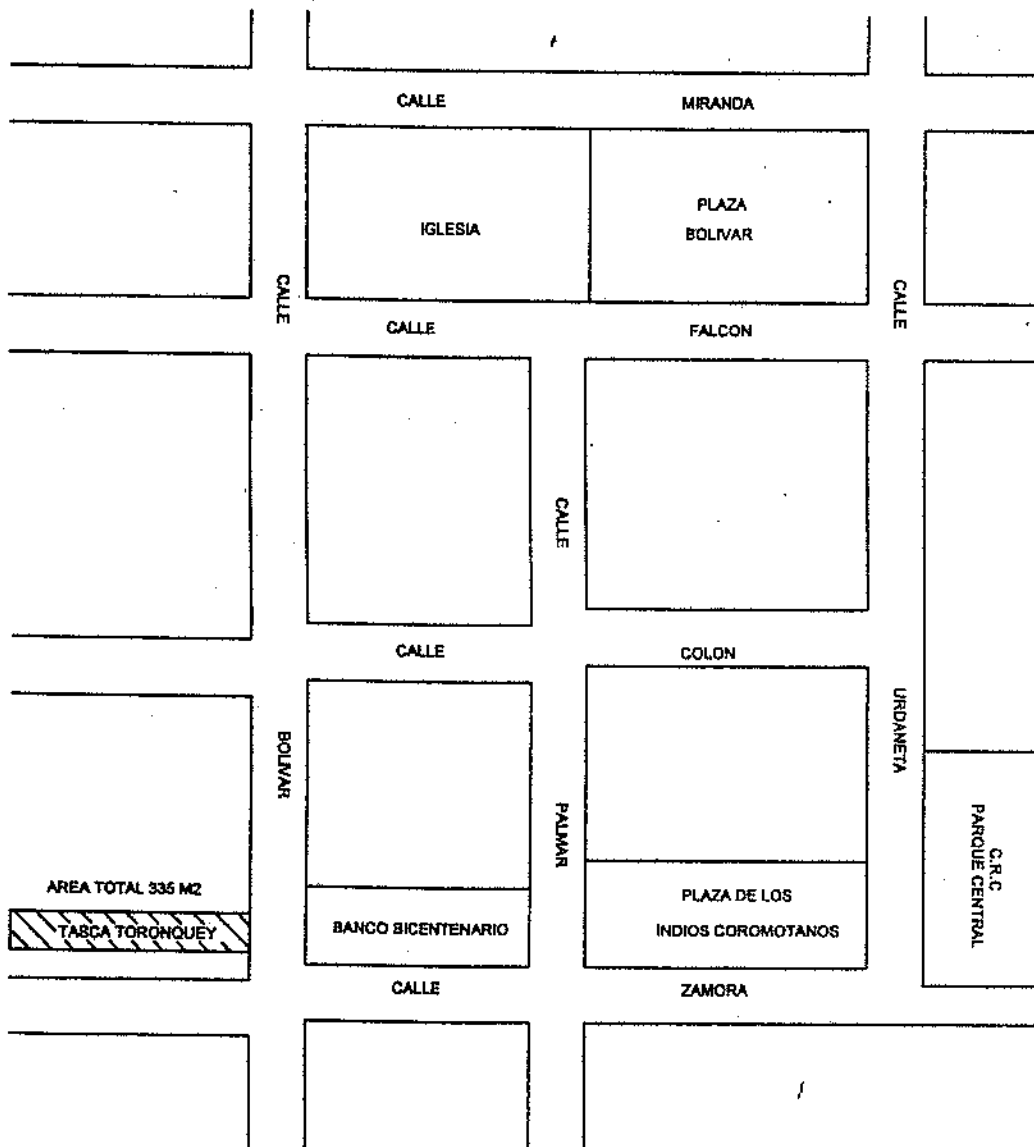 CALLE MIRANDA
IGLESIA
PLAZA
BOLIVAR
CALLE
CALLE
CALLE FALCON
CALLE
CALLE COLON
BOLIVAR
URDANETA
PALMAR
C.R.C
PARQUE CENTRAL
AREA TOTAL 335 M2
TASCA TORONQUEY
BANCO BICENTENARIO
PLAZA DE LOS
INDIOS COROMOTANOS
CALLE ZAMORA